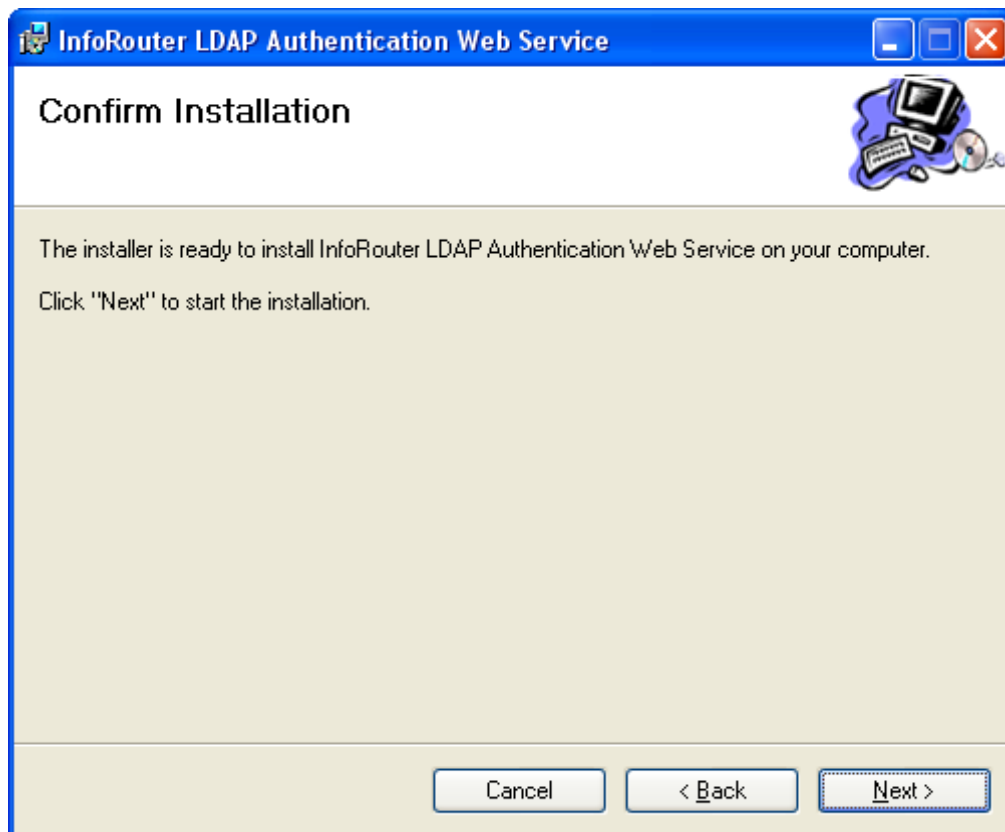 InfoRouter LDAP Authentication Web Service
Confirm Installation
The installer is ready to install InfoRouter LDAP Authentication Web Service on your computer.
Click "Next" to start the installation.
Cancel
< Back
Next >